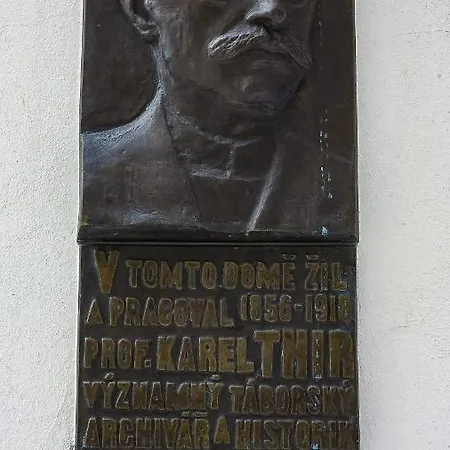 V TOMTO DOMĚ ŽIL
A PRACOVAL 1856-1918
PROF. KAREL THIR
VÝZNAMNÝ TÁBORSKÝ
ARCHIVÁŘ A HISTORIK